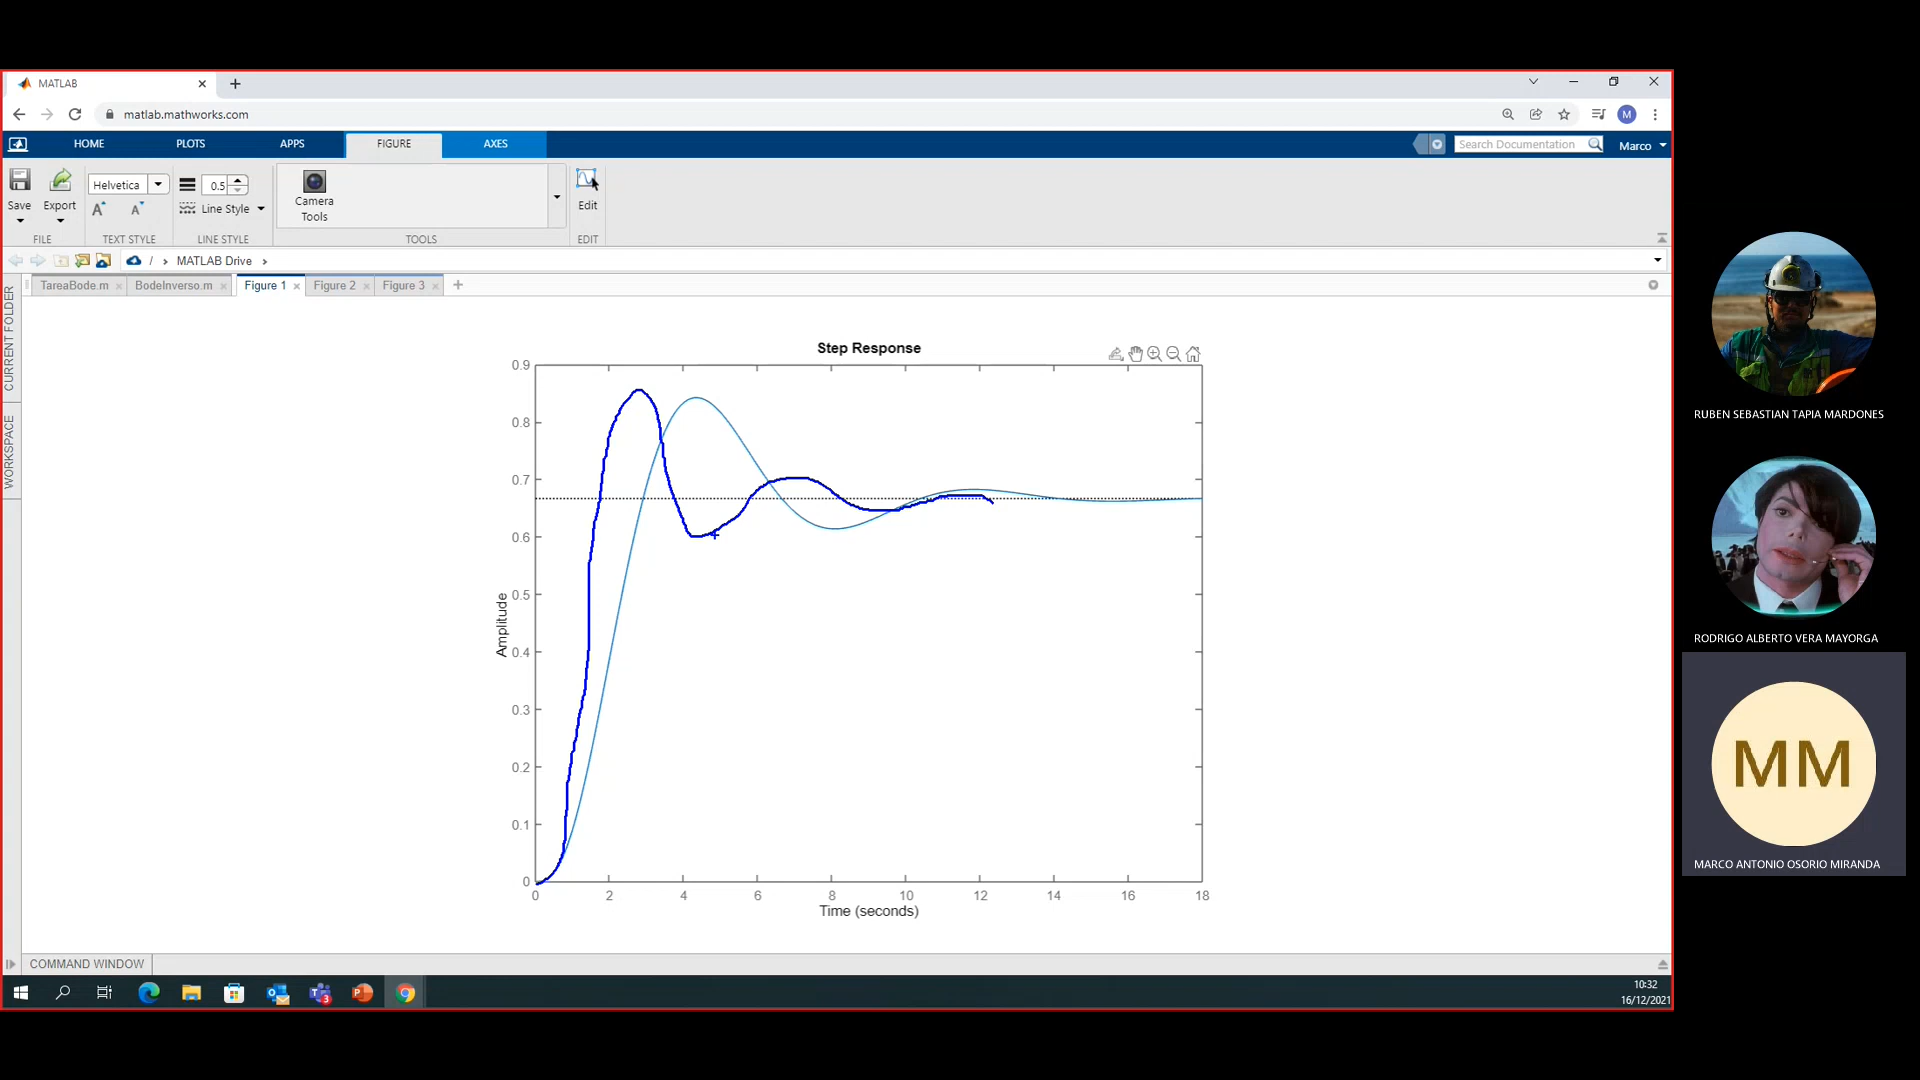 MATLAB
matlab.mathworks.com
M
HOME
PLOTS
APPS
FIGURE
AXES
Search Documentation
Marco
Save
Export
Helvetica
0.5
Line Style
A A
Camera
Tools
Edit
FILE
TEXT STYLE
LINE STYLE
TOOLS
EDIT
/ MATLAB Drive
TareaBode.m
BodeInverso.m
Figure 1
Figure 2
Figure 3
CURRENT FOLDER
WORKSPACE
Step Response
0.9
0.8
0.7
0.6
0.5
0.4
0.3
0.2
0.1
0
Amplitude
0 2 4 6 8 10 12 14 16 18
Time (seconds)
COMMAND WINDOW
3
10:32
16/12/2021
RUBEN SEBASTIAN TAPIA MARDONES
RODRIGO ALBERTO VERA MAYORGA
MM
MARCO ANTONIO OSORIO MIRANDA